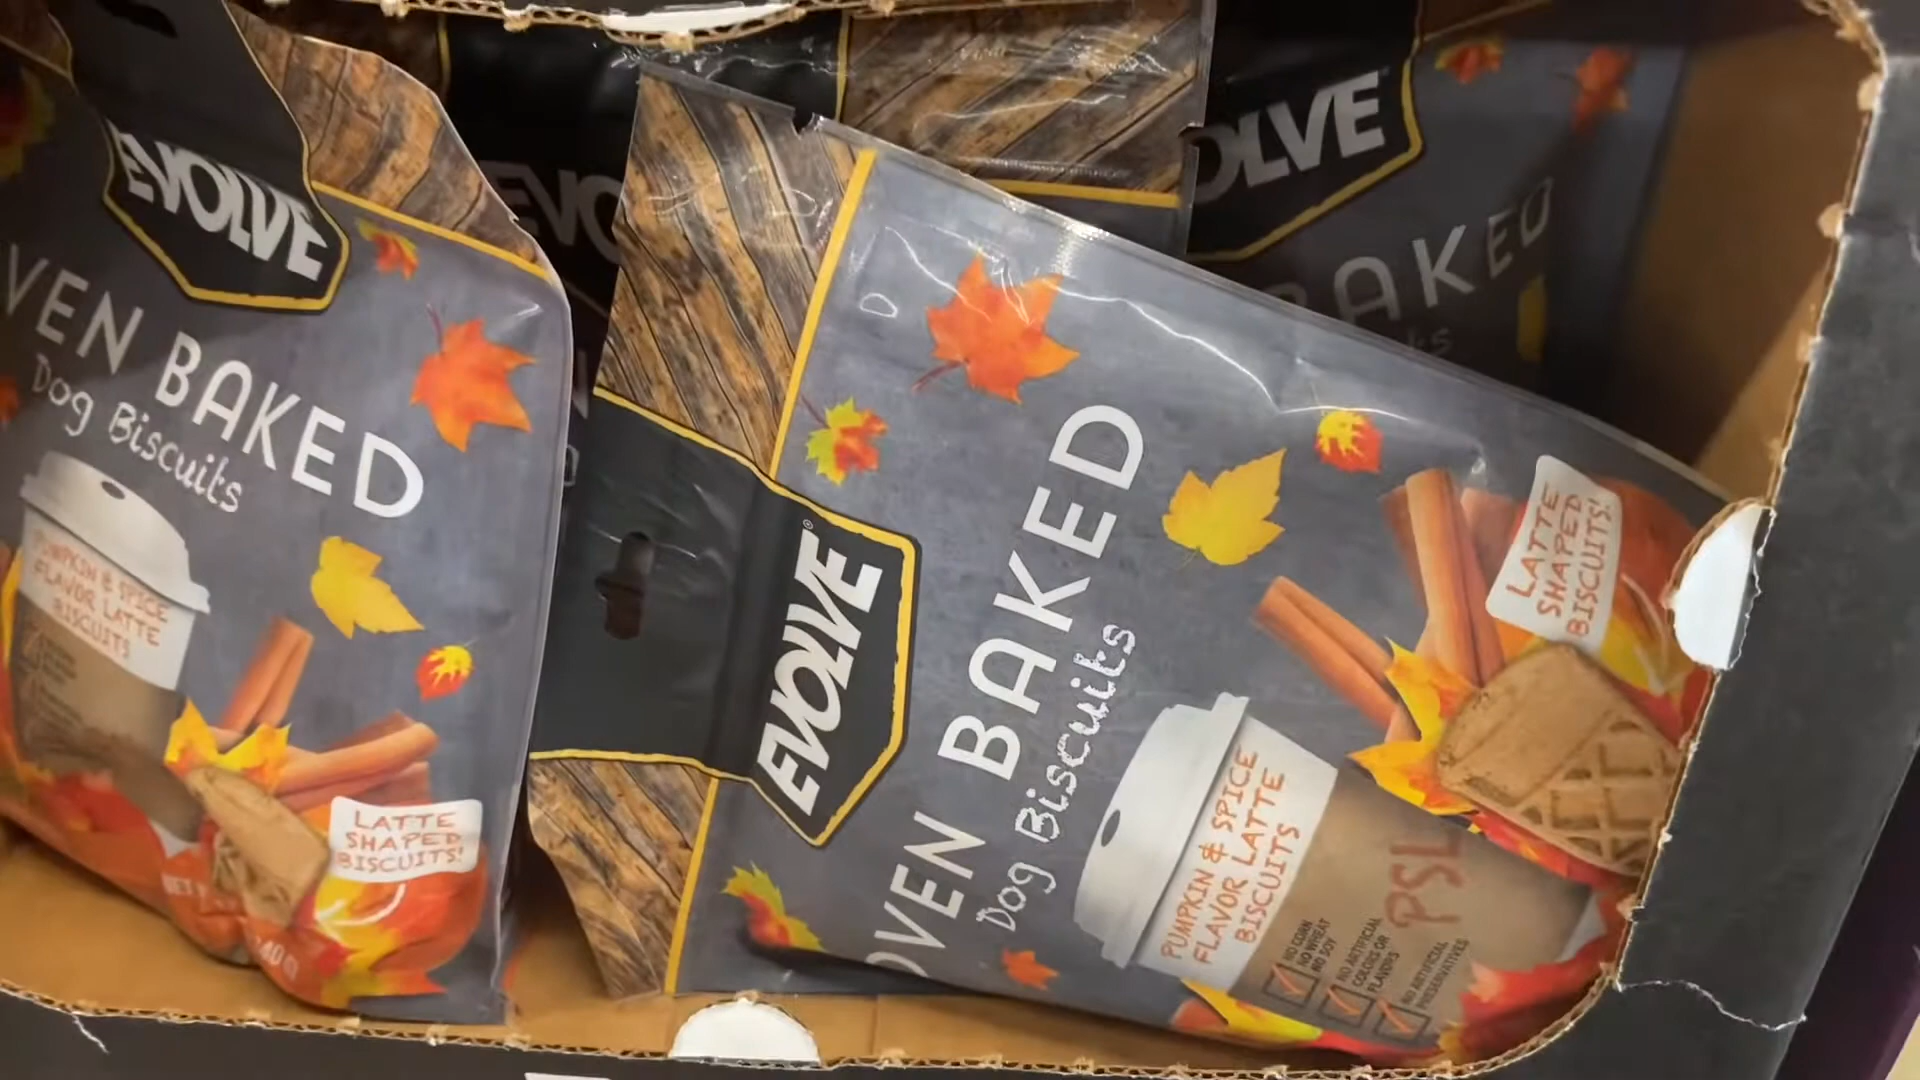 EVOLVE
VEN BAKED
Dog Biscuits
PUMPKIN & SPICE
FLAVOR LATTE
BISCUITS
LATTE
SHAPED
BISCUITS!
EVO
OLVE
BAKED
EVOLVE®
OVEN BAKED
Dog Biscuits
PUMPKIN & SPICE
FLAVOR LATTE
BISCUITS
PSL
NO CORN
NO WHEAT
NO SOY
NO ARTIFICIAL
COLORS OR
FLAVORS
NO ARTIFICIAL
PRESERVATIVES
LATTE
SHAPED
BISCUITS!